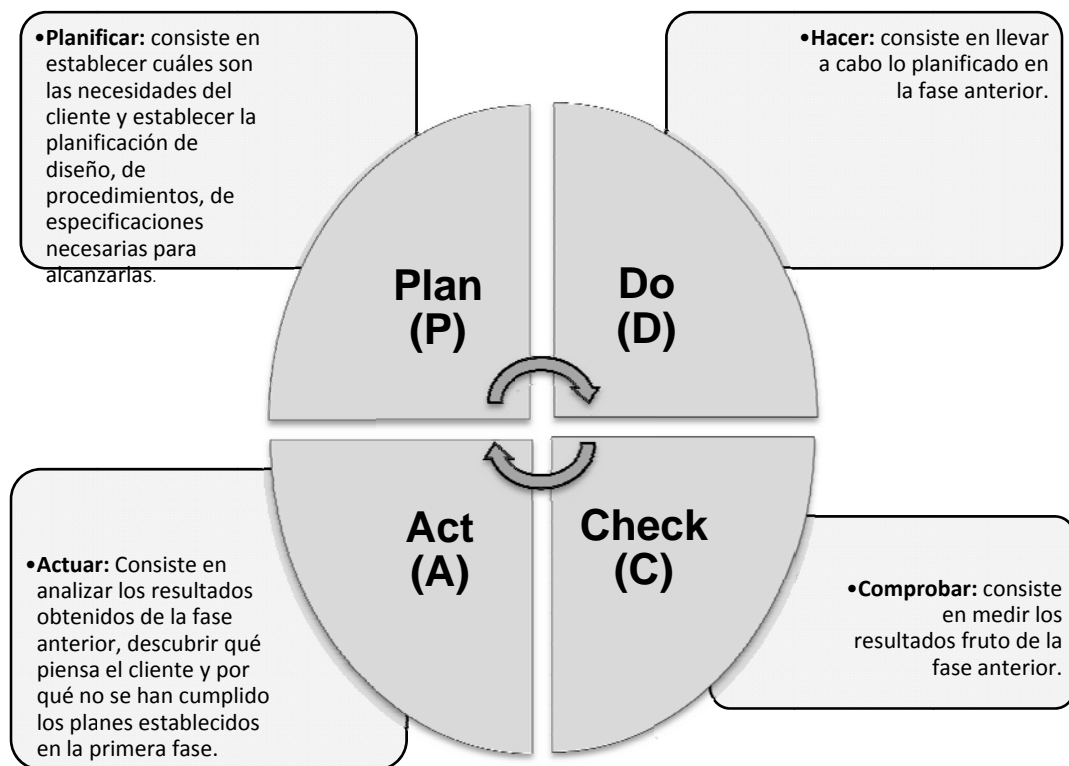 •Planificar: consiste en
establecer cuáles son
las necesidades del
cliente y establecer la
planificación de
diseño, de
procedimientos, de
especificaciones
necesarias para
alcanzarlas.
•Hacer: consiste en llevar
a cabo lo planificado en
la fase anterior.
Plan
(P)
Do
(D)
Act
(A)
Check
(C)
•Actuar: Consiste en
analizar los resultados
obtenidos de la fase
anterior, descubrir qué
piensa el cliente y por
qué no se han cumplido
los planes establecidos
en la primera fase.
•Comprobar: consiste
en medir los
resultados fruto de la
fase anterior.